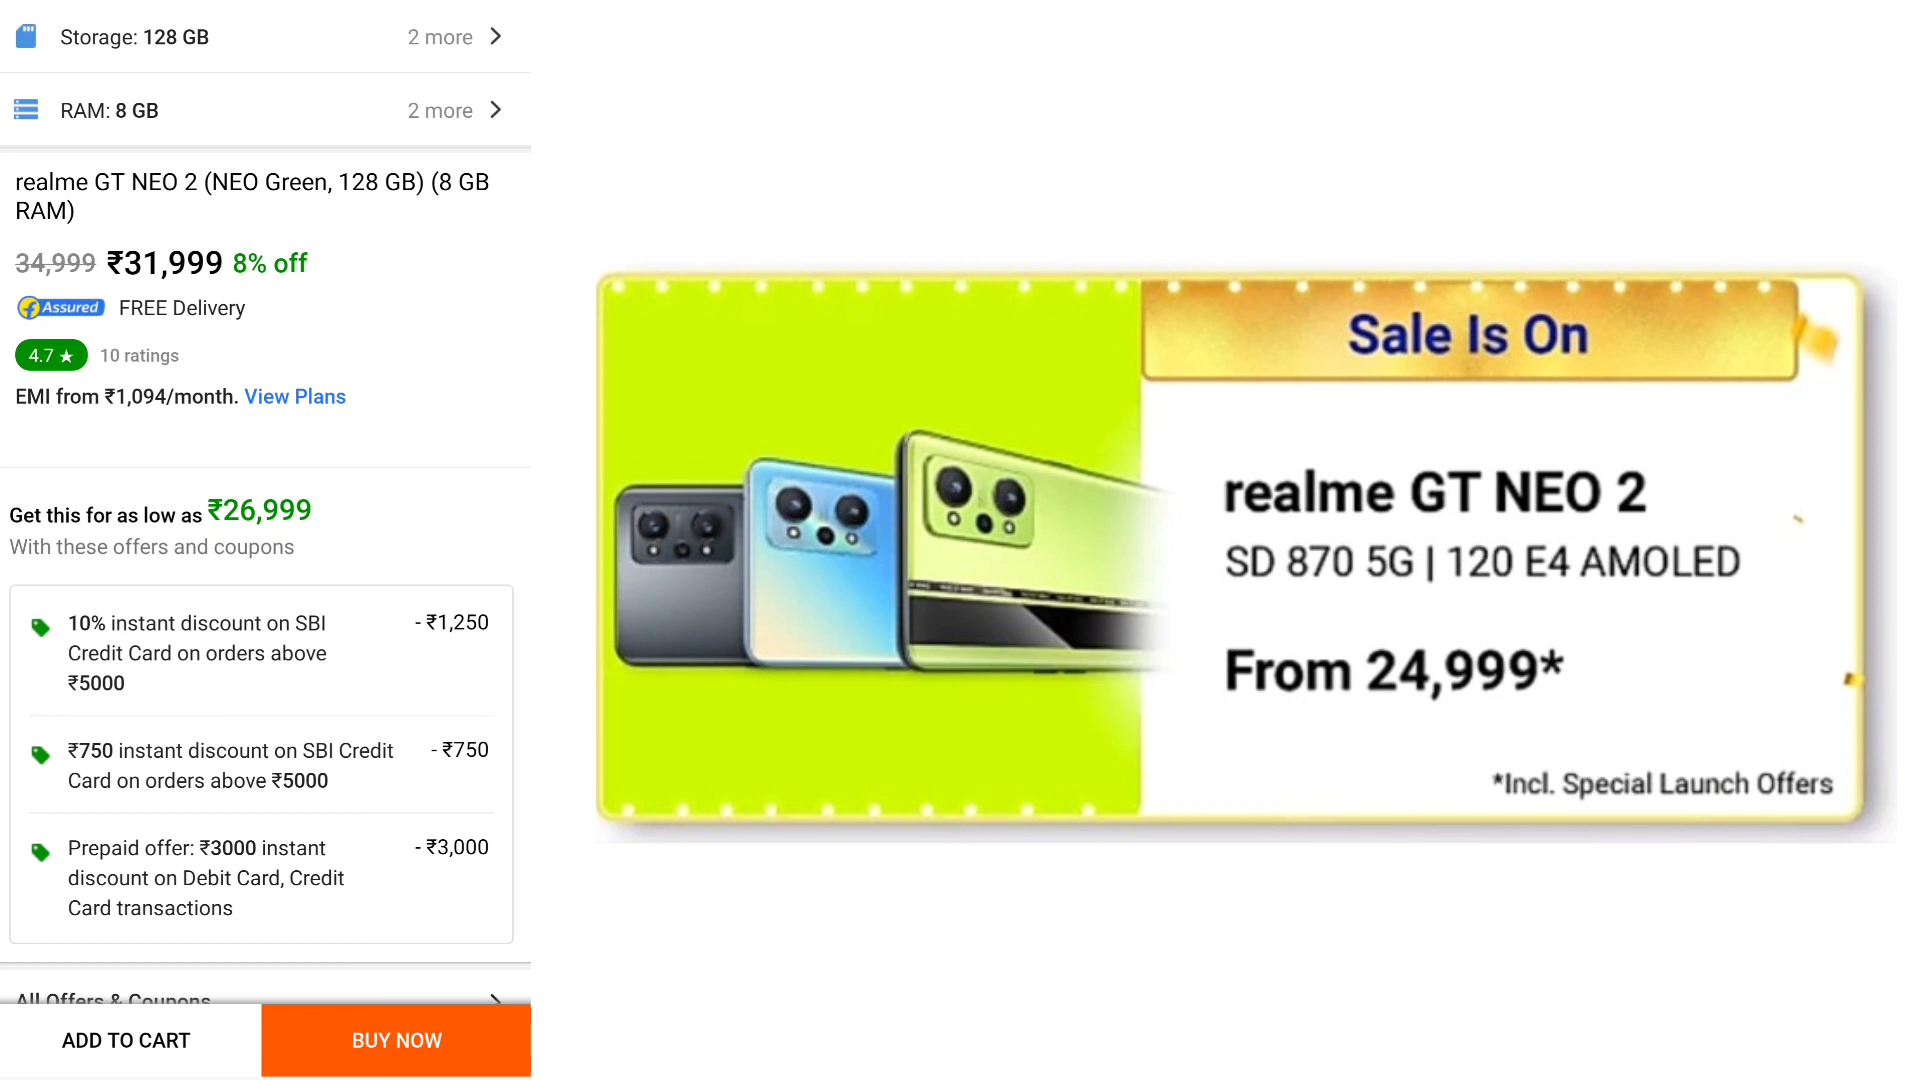 Storage: 128 GB
2 more
RAM: 8 GB
2 more
realme GT NEO 2 (NEO Green, 128 GB) (8 GB
RAM)
34,999 ₹31,999 8% off
Assured FREE Delivery
4.7 ★ 10 ratings
EMI from ₹1,094/month. View Plans
Get this for as low as ₹26,999
With these offers and coupons
10% instant discount on SBI
Credit Card on orders above
₹5000
- ₹1,250
₹750 instant discount on SBI Credit
Card on orders above ₹5000
- ₹750
Prepaid offer: ₹3000 instant
discount on Debit Card, Credit
Card transactions
- ₹3,000
All Offers & Coupons
ADD TO CART
BUY NOW
Sale Is On
realme GT NEO 2
SD 870 5G | 120 E4 AMOLED
From 24,999*
*Incl. Special Launch Offers